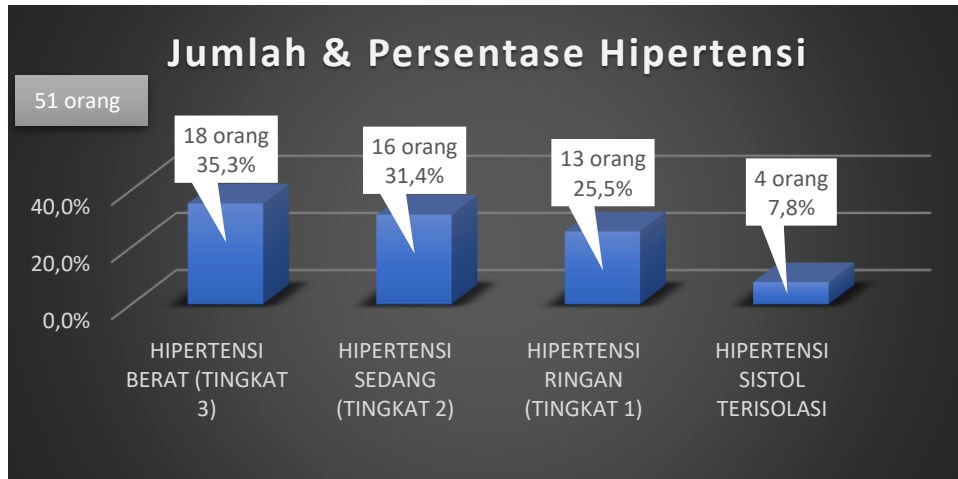 Jumlah & Persentase Hipertensi
51 orang
18 orang
35,3%
16 orang
31,4%
13 orang
25,5%
4 orang
7,8%
40,0%
20,0%
0,0%
HIPERTENSI
BERAT (TINGKAT
3)
HIPERTENSI
SEDANG
(TINGKAT 2)
HIPERTENSI
RINGAN
(TINGKAT 1)
HIPERTENSI
SISTOL
TERISOLASI